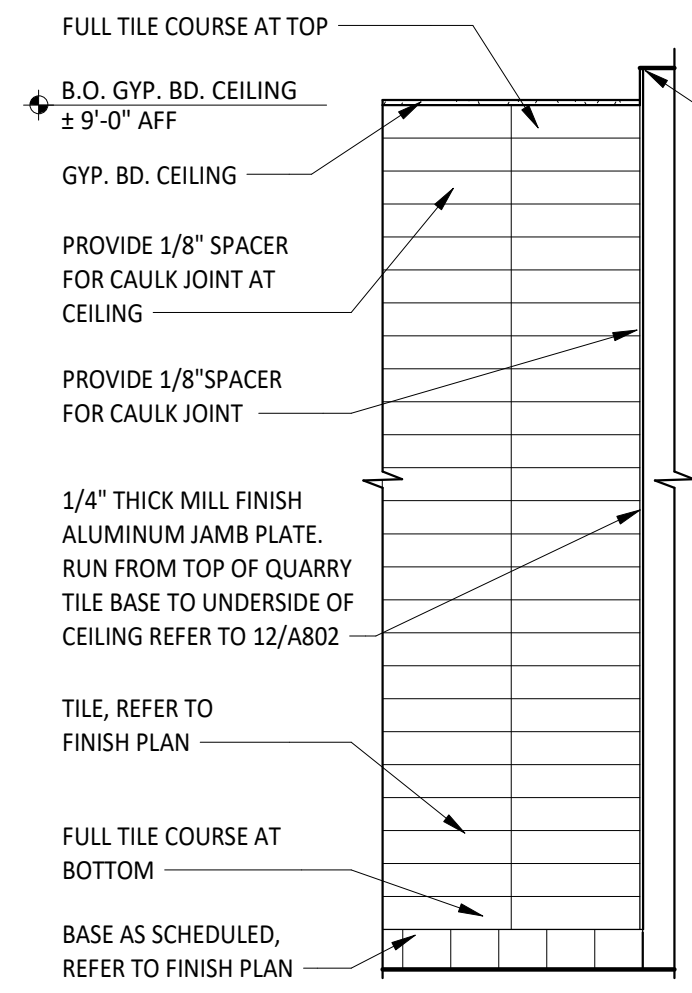 FULL TILE COURSE AT TOP
B.O. GYP. BD. CEILING
± 9'-0" AFF
GYP. BD. CEILING
PROVIDE 1/8" SPACER
FOR CAULK JOINT AT
CEILING
PROVIDE 1/8"SPACER
FOR CAULK JOINT
1/4" THICK MILL FINISH
ALUMINUM JAMB PLATE.
RUN FROM TOP OF QUARRY
TILE BASE TO UNDERSIDE OF
CEILING REFER TO 12/A802
TILE, REFER TO
FINISH PLAN
FULL TILE COURSE AT
BOTTOM
BASE AS SCHEDULED,
REFER TO FINISH PLAN